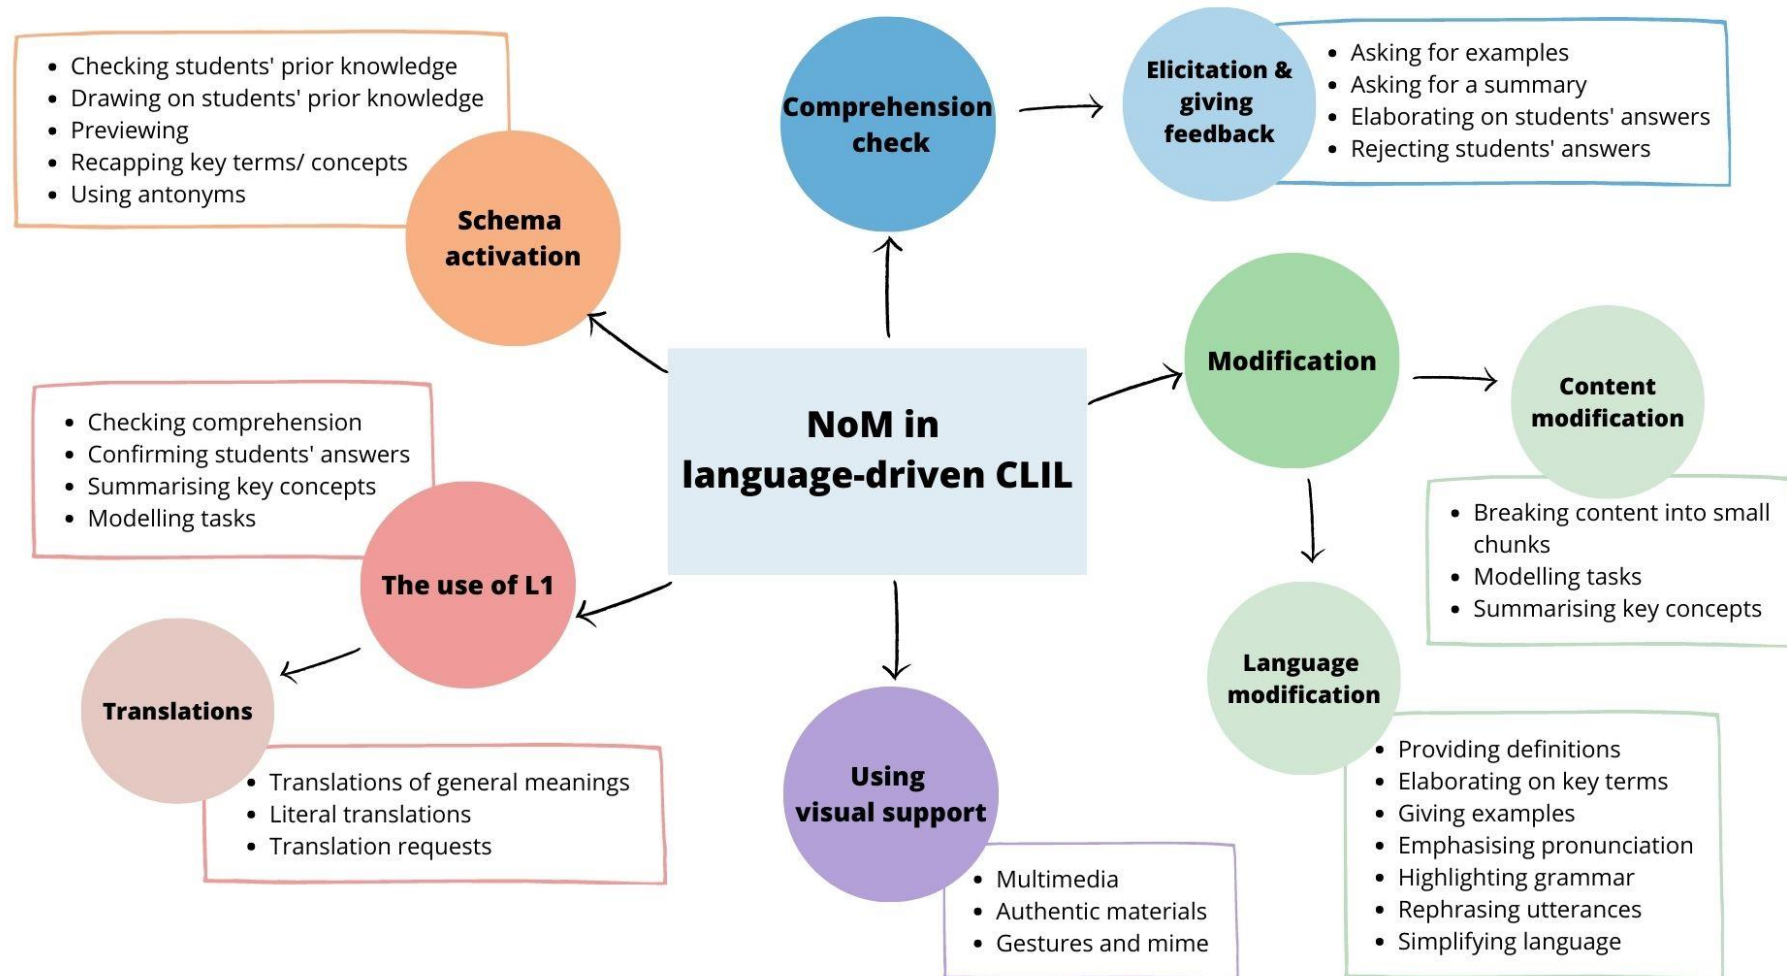 • Checking students' prior knowledge
• Drawing on students' prior knowledge
• Previewing
• Recapping key terms/ concepts
• Using antonyms
Schema
activation
Comprehension
check
Elicitation &
giving
feedback
• Asking for examples
• Asking for a summary
• Elaborating on students' answers
• Rejecting students' answers
NoM in
language-driven CLIL
Modification
Content
modification
• Breaking content into small
chunks
• Modelling tasks
• Summarising key concepts
Language
modification
• Providing definitions
• Elaborating on key terms
• Giving examples
• Emphasising pronunciation
• Highlighting grammar
• Rephrasing utterances
• Simplifying language
• Checking comprehension
• Confirming students' answers
• Summarising key concepts
• Modelling tasks
The use of L1
Translations
• Translations of general meanings
• Literal translations
• Translation requests
Using
visual support
• Multimedia
• Authentic materials
• Gestures and mime